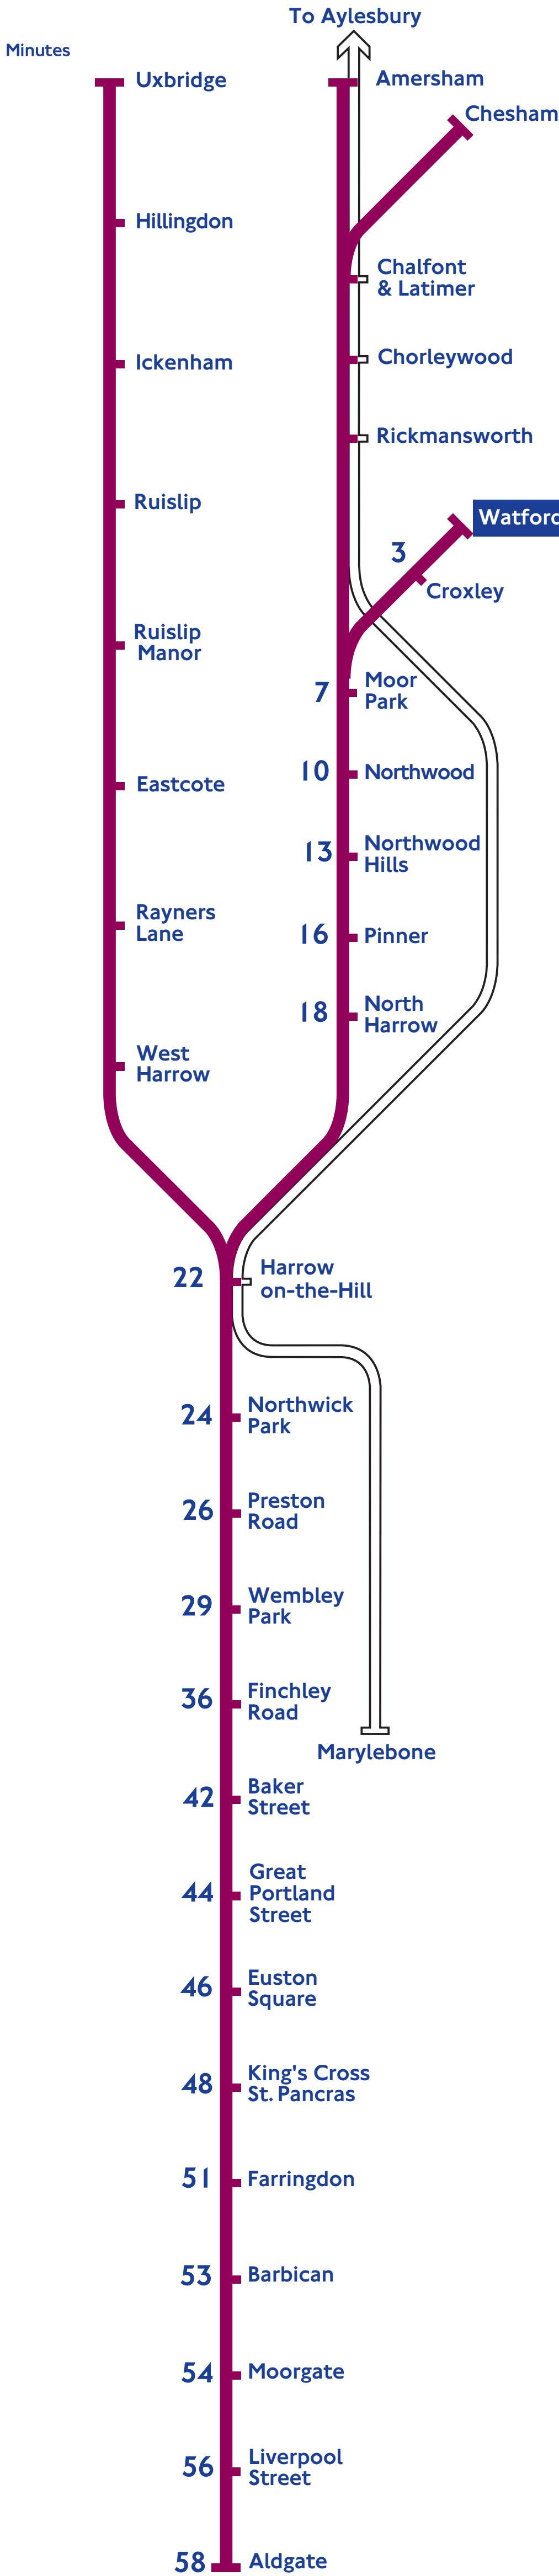 To Aylesbury
Minutes
Uxbridge
Amersham
Chesham
Hillingdon
Chalfont
& Latimer
Chorleywood
Ickenham
Rickmansworth
Ruislip
Watford
3
Croxley
Ruislip
Manor
7
Moor
Park
10
Northwood
Eastcote
13
Northwood
Hills
Rayners
Lane
16
Pinner
18
North
Harrow
West
Harrow
22
Harrow
on-the-Hill
24
Northwick
Park
26
Preston
Road
29
Wembley
Park
36
Finchley
Road
Marylebone
42
Baker
Street
44
Great
Portland
Street
46
Euston
Square
48
King's Cross
St. Pancras
51
Farringdon
53
Barbican
54
Moorgate
56
Liverpool
Street
58
Aldgate